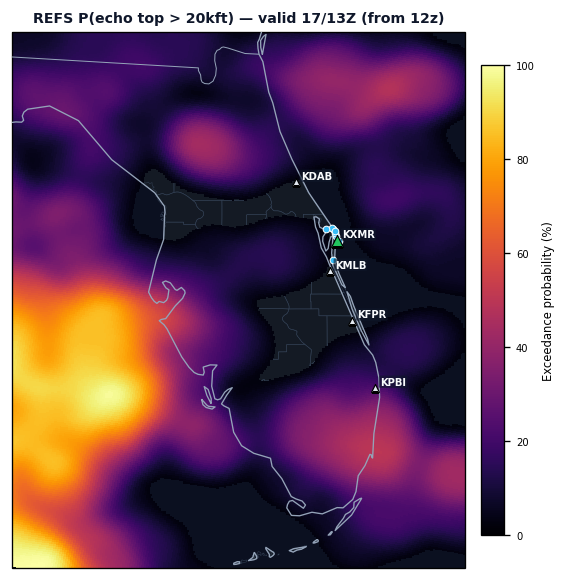 REFS P(echo top > 20kft) — valid 17/13Z (from 12z)
KDAB
KXMR
KMLB
KFPR
KPBI
100
80
60
40
20
0
Exceedance probability (%)